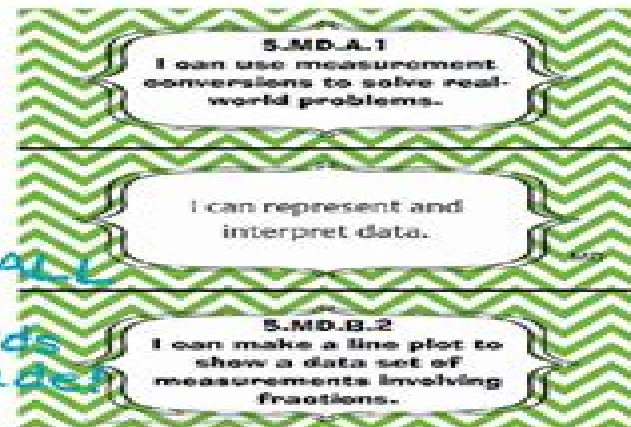 5.MD.A.1
I can use measurement
conversions to solve real-
world problems.
I can represent and
interpret data.
ALL
5.MD.B.2
I can make a line plot to
show a data set of
measurements involving
fractions.